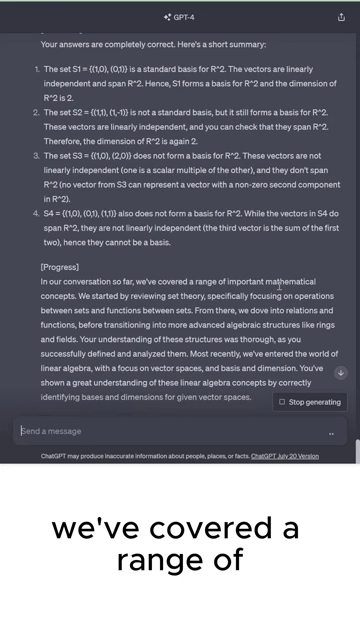 GPT-4
Your answers are completely correct. Here's a short summary:
1. The set S1 = {(1,0), (0,1)} is a standard basis for R^2. The vectors are linearly
independent and span R^2. Hence, S1 forms a basis for R^2 and the dimension
of R^2 is 2.
2. The set S2 = {(1,1), (1,-1)} is not a standard basis, but it still forms a basis for R^2.
These vectors are linearly independent, and you can check that they span R^2.
Therefore, the dimension of R^2 is again 2.
3. The set S3 = {(1,0), (2,0)} does not form a basis for R^2. These vectors are not
linearly independent (one is a scalar multiple of the other), and they don't span
R^2 (no vector from S3 can represent a vector with a non-zero second component
in R^2).
4. S4 = {(1,0), (0,1), (1,1)} also does not form a basis for R^2. While the vectors in S4 do
span R^2, they are not linearly independent (the third vector is the sum of the first
two), hence they cannot be a basis.
[Progress]
In our conversation so far, we've covered a range of important mathematical
concepts. We started by reviewing set theory, specifically focusing on operations
between sets and functions between sets. From there, we dove into relations and
functions, before transitioning into more advanced algebraic structures like rings
and fields. Your understanding of these structures was thorough, as you
successfully defined and analyzed them. Most recently, we've entered the world of
linear algebra, with a focus on vector spaces, and basis and dimension. You've
shown a great understanding of these linear algebra concepts by correctly
identifying bases and dimensions for given vector spaces.
Stop generating
Send a message
ChatGPT may produce inaccurate information about people, places, or facts. ChatGPT July 20 Version
we've covered a
range of